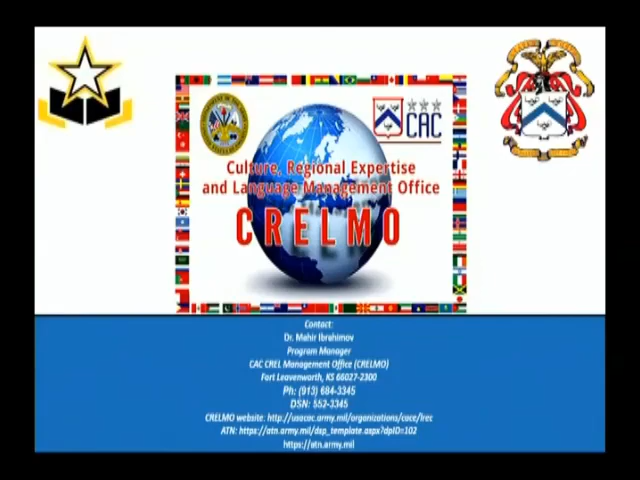 CAC
Culture, Regional Expertise
and Language Management Office
CRELMO
Contact:
Dr. Mahir Ibrahimov
Program Manager
CAC CREL Management Office (CRELMO)
Fort Leavenworth, KS 66027-2300
Ph: (913) 684-3345
DSN: 552-3345
CRELMO website: http://usacac.army.mil/organizations/cace/lrec
ATN: https://atn.army.mil/dsp_template.aspx?dpID=102
https://atn.army.mil